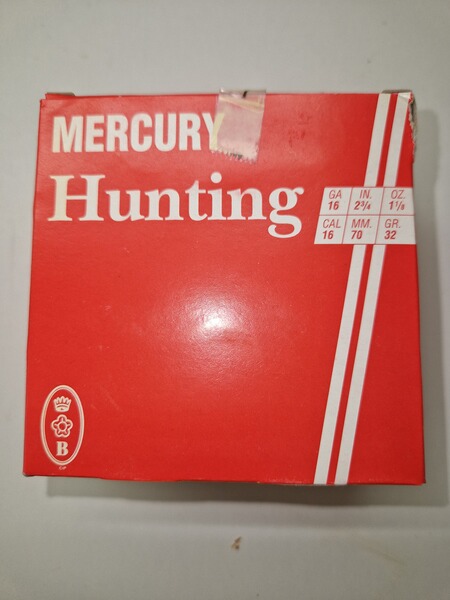 MERCURY
Hunting
GA IN. OZ.
16 2¾ 1⅛
CAL MM. GR.
16 70 32
B